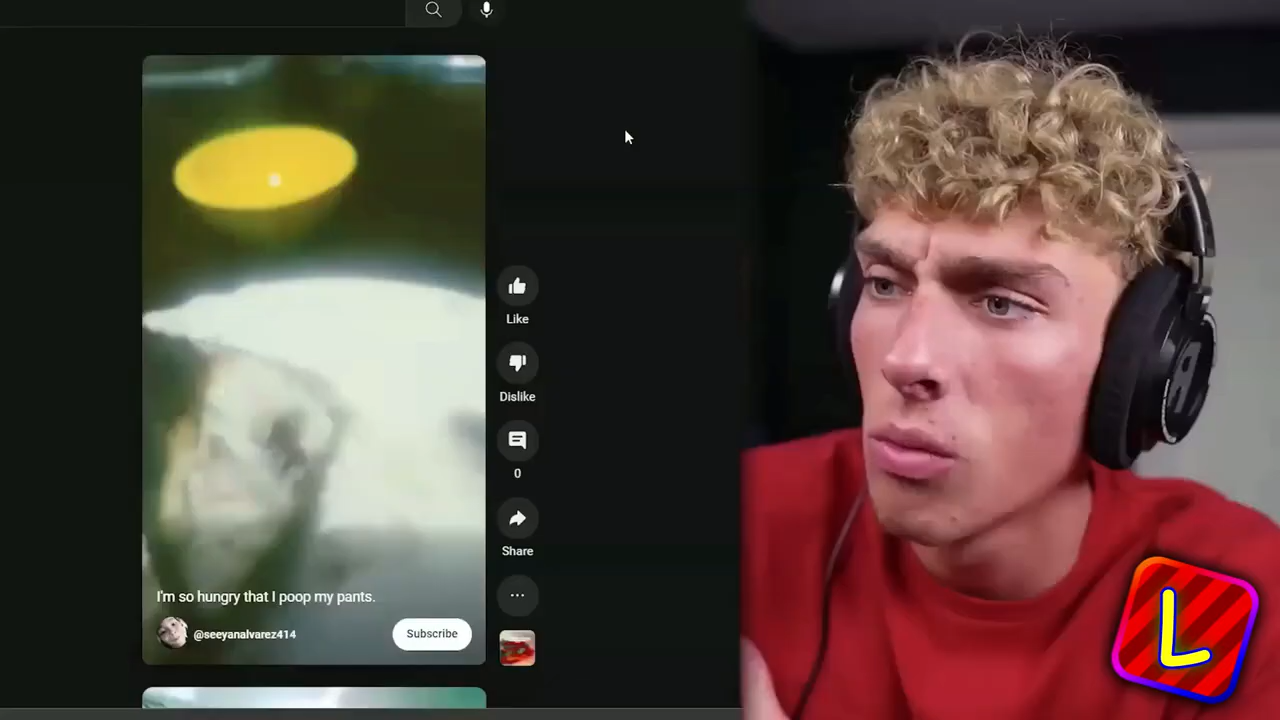 Like
Dislike
0
Share
I'm so hungry that I poop my pants.
@seeyanalvarez414
Subscribe
L